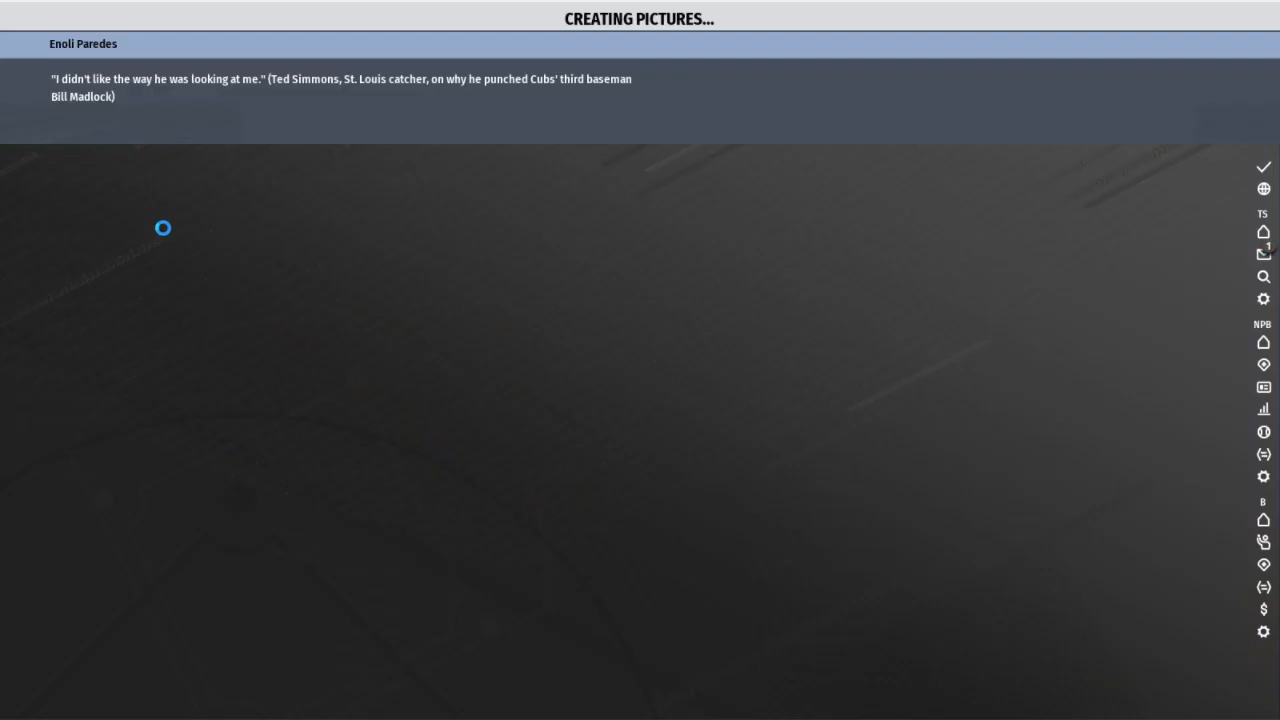 CREATING PICTURES...
Enoli Paredes
"I didn't like the way he was looking at me." (Ted Simmons, St. Louis catcher, on why he punched Cubs' third baseman
Bill Madlock)
TS
1
NPB
B
$